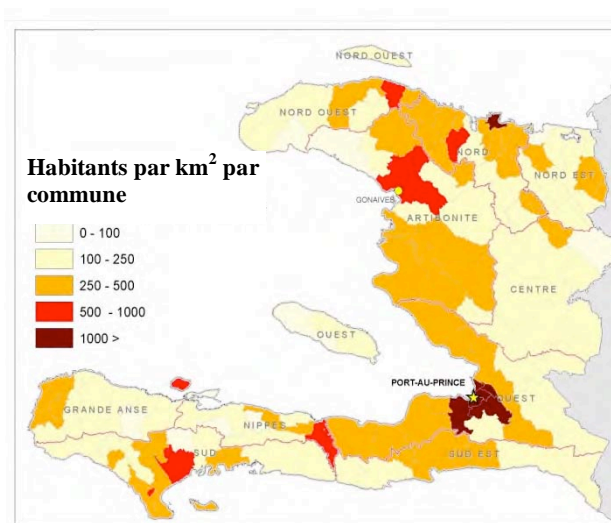 NORD OUEST
NORD OUEST
Habitants par km² par
commune
NORD
NORD EST
GONAIVES
ARTIBONITE
0 - 100
100 - 250
250 - 500
500 - 1000
1000 >
CENTRE
OUEST
PORT-AU-PRINCE
OUEST
GRANDE ANSE
NIPPES
SUD
SUD EST